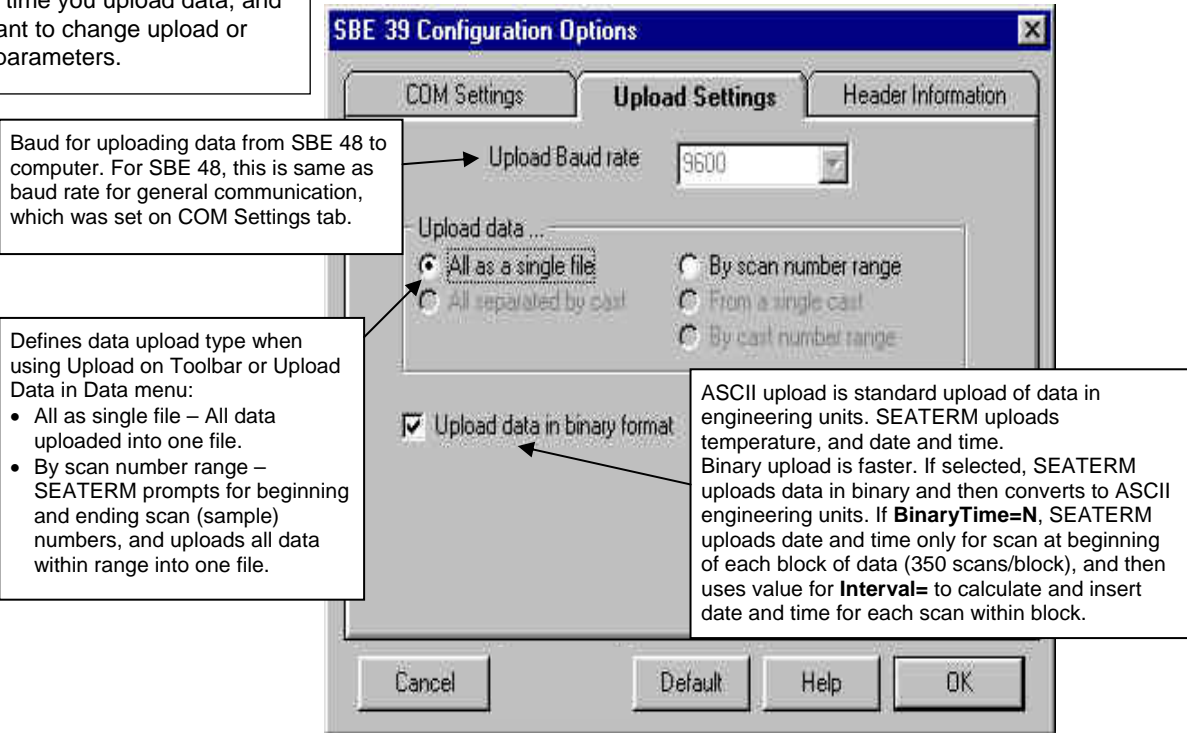 time you upload data, and
ant to change upload or
parameters.
SBE 39 Configuration Options
COM Settings
Upload Settings
Header Information
Baud for uploading data from SBE 48 to
computer. For SBE 48, this is same as
baud rate for general communication,
which was set on COM Settings tab.
Upload Baud rate
9600
Upload data ...
All as a single file
By scan number range
All separated by cast
From a single cast
By cast number range
Defines data upload type when
using Upload on Toolbar or Upload
Data in Data menu:
• All as single file – All data
uploaded into one file.
• By scan number range –
SEATERM prompts for beginning
and ending scan (sample)
numbers, and uploads all data
within range into one file.
Upload data in binary format
ASCII upload is standard upload of data in
engineering units. SEATERM uploads
temperature, and date and time.
Binary upload is faster. If selected, SEATERM
uploads data in binary and then converts to ASCII
engineering units. If BinaryTime=N, SEATERM
uploads date and time only for scan at beginning
of each block of data (350 scans/block), and then
uses value for Interval= to calculate and insert
date and time for each scan within block.
Cancel
Default
Help
OK